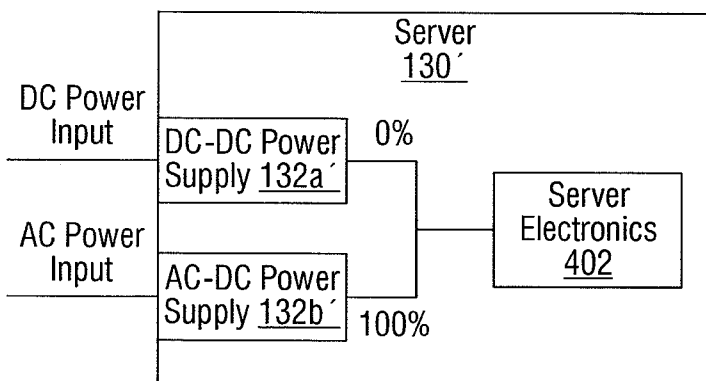 Server
130´
DC Power
Input
DC-DC Power
Supply 132a´
0%
AC Power
Input
AC-DC Power
Supply 132b´
100%
Server
Electronics
402